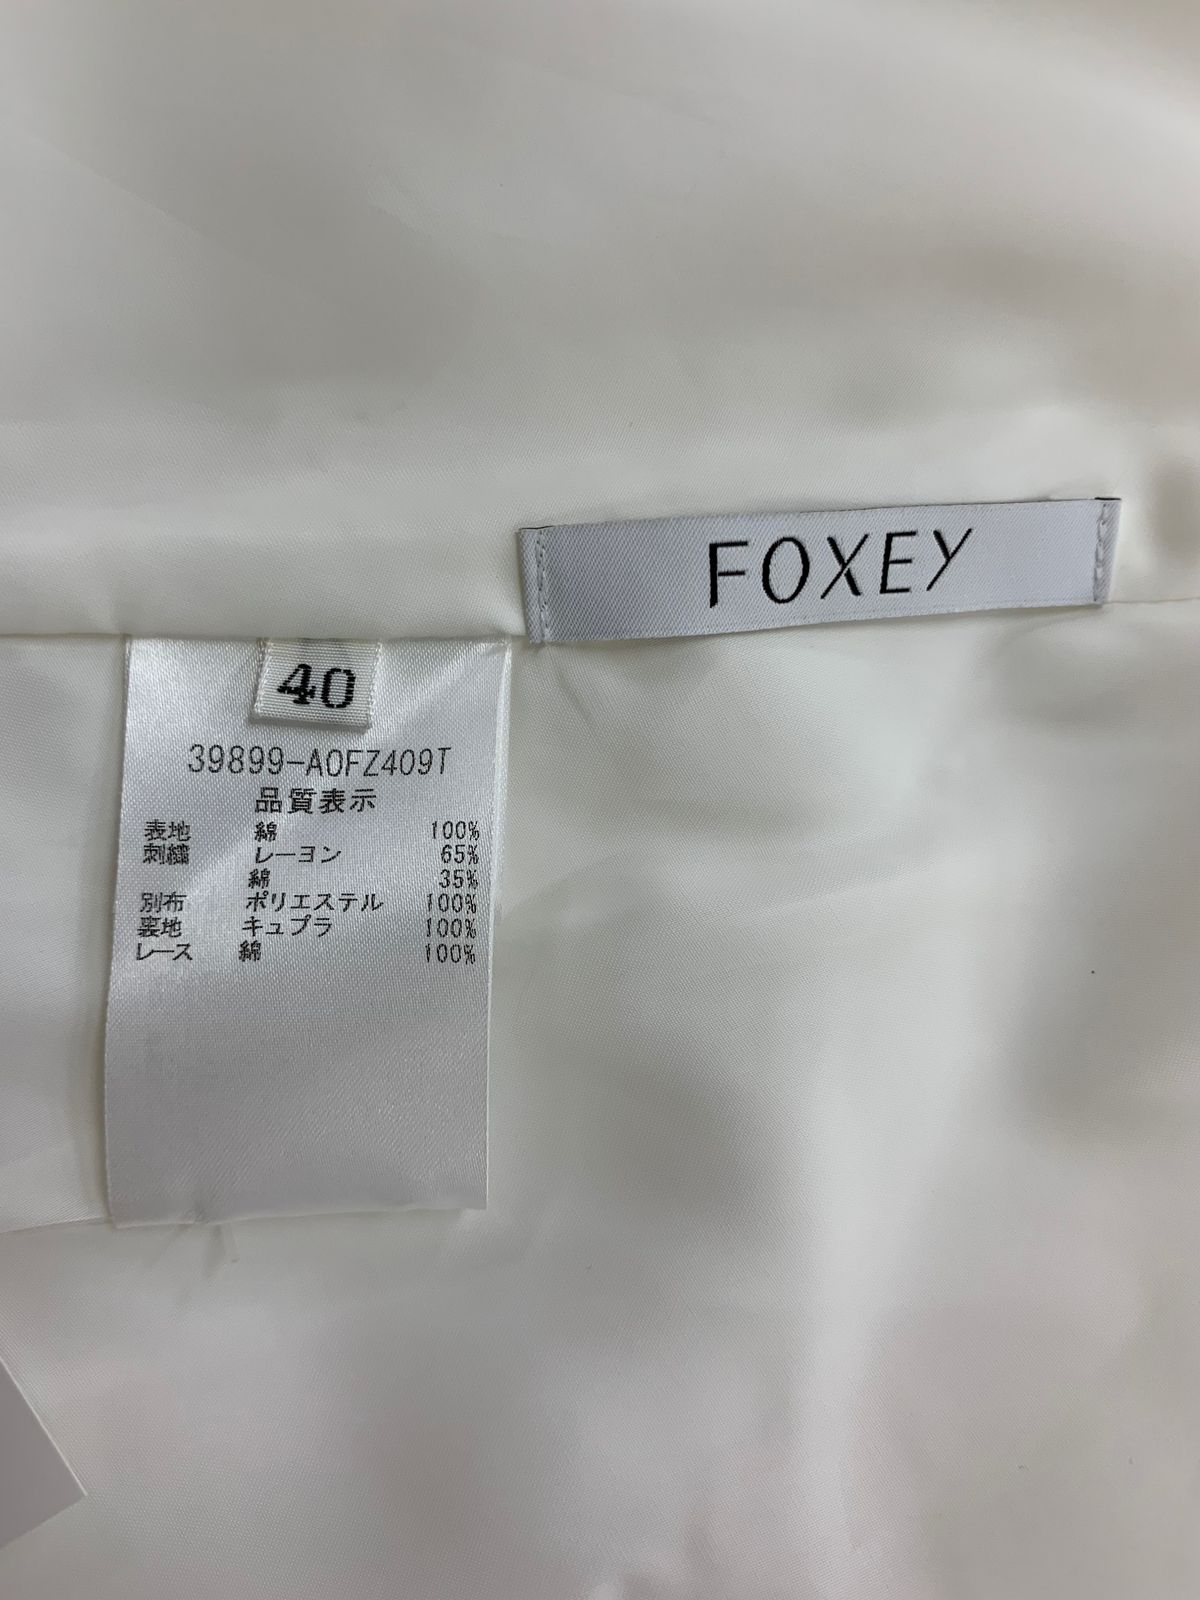 FOXEY
40
39899-A0FZ409T
品質表示
表地 綿 100%
刺繍 レーヨン 65%
綿 35%
別布 ポリエステル 100%
裏地 キュプラ 100%
レース 綿 100%